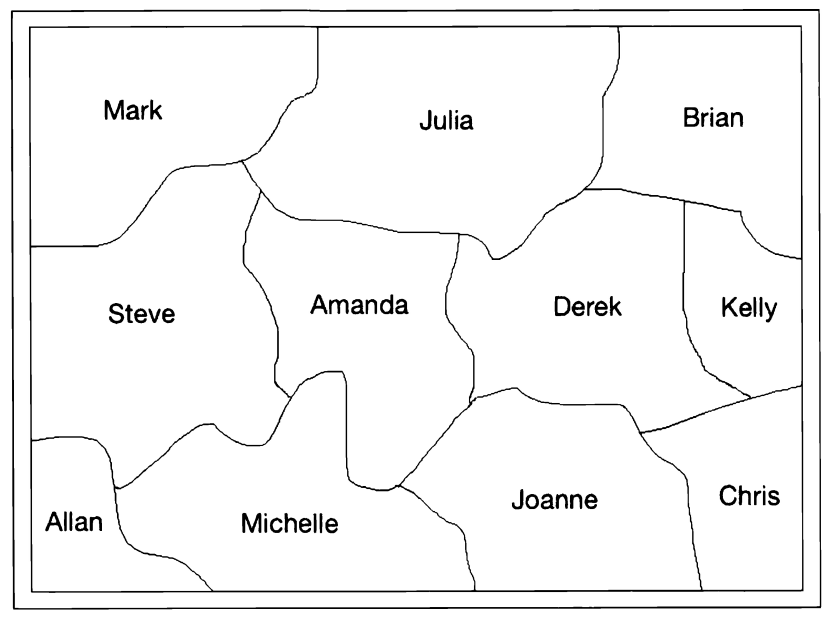 Mark
Julia
Brian
Steve
Amanda
Derek
Kelly
Allan
Michelle
Joanne
Chris